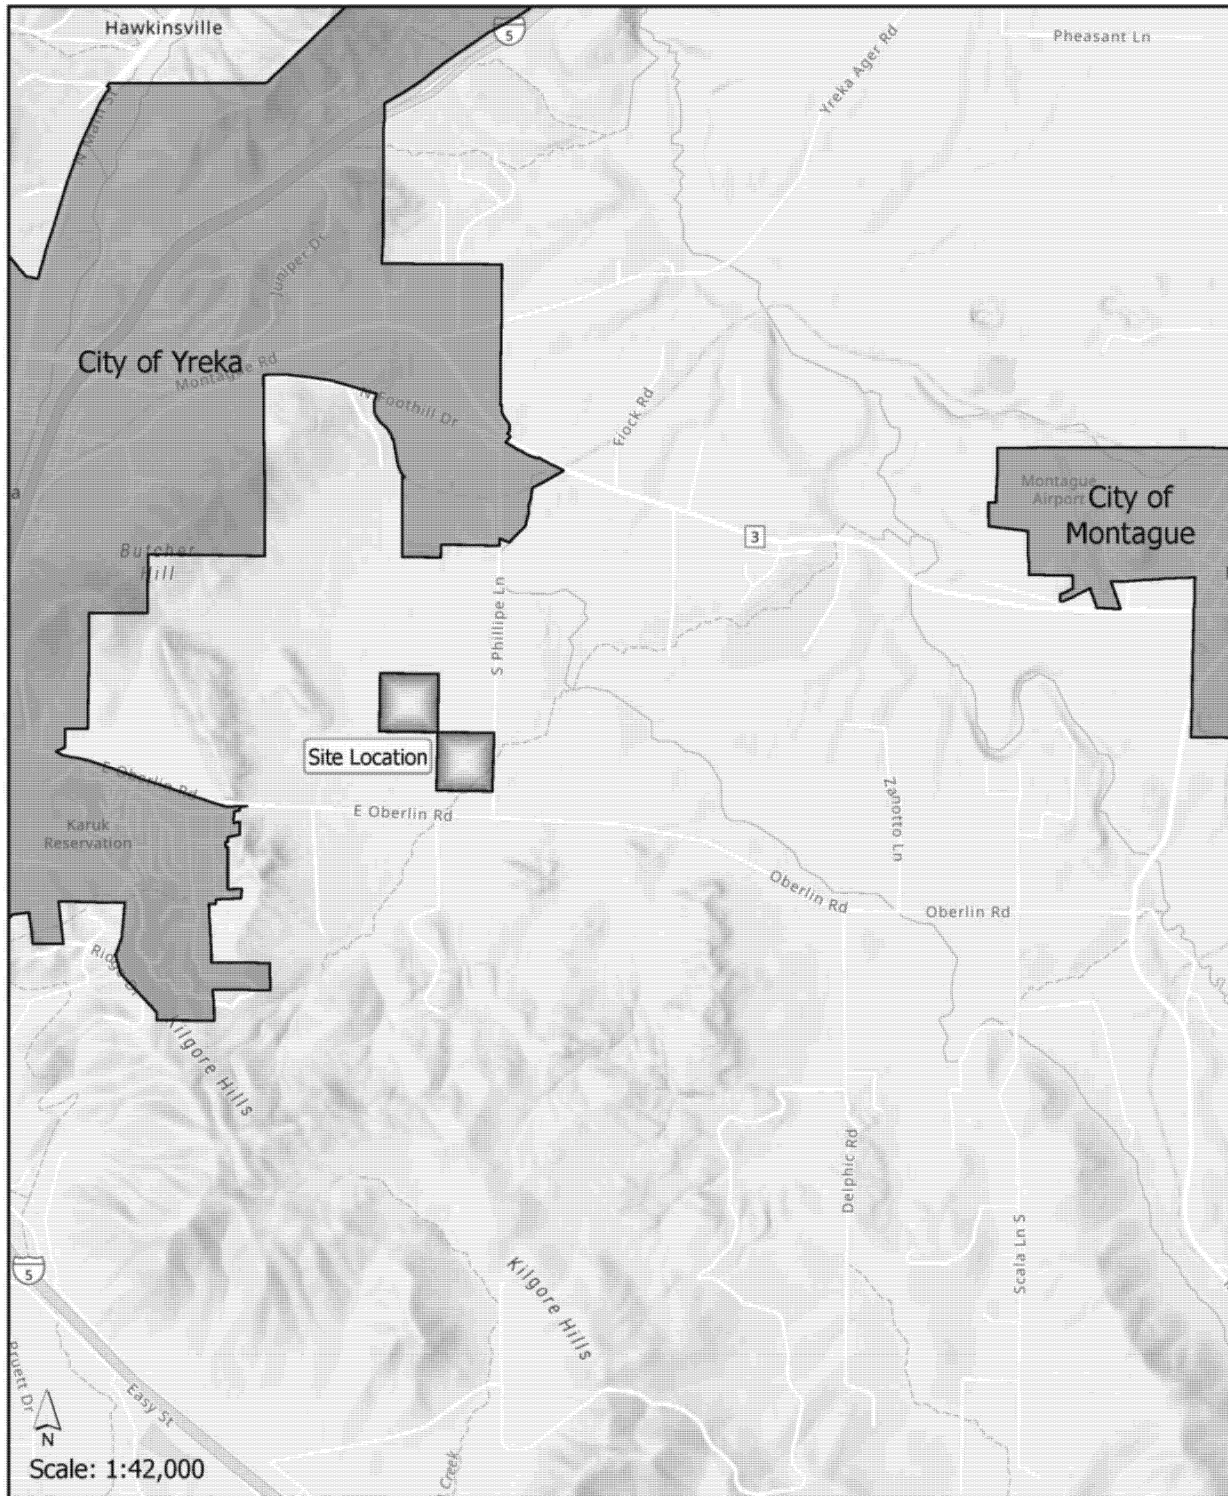 Hawkinsville
5
Pheasant Ln
Yreka Ager Rd
N Main St
Juniper Dr
City of Yreka
Montague Rd
N Foothill Dr
Flock Rd
a
Montague
Airport
City of
Montague
3
Butcher
Hill
S Phillipe Ln
Site Location
E Oberlin Rd
E Oberlin Rd
Zanotto Ln
Karuk
Reservation
Oberlin Rd
Oberlin Rd
Kilgore Hills
Delphic Rd
Scala Ln S
Kilgore Hills
5
Pruett Dr
Easy St
Creek
N
Scale: 1:42,000